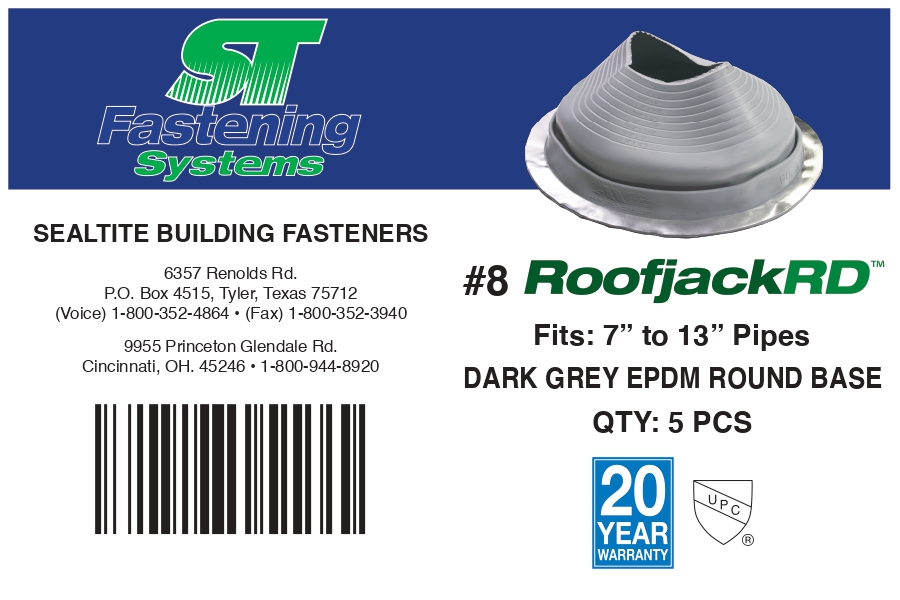 ST
Fastening
Systems
SEALTITE BUILDING FASTENERS
6357 Renolds Rd.
P.O. Box 4515, Tyler, Texas 75712
(Voice) 1-800-352-4864 • (Fax) 1-800-352-3940
9955 Princeton Glendale Rd.
Cincinnati, OH. 45246 • 1-800-944-8920
#8 RoofjackRD™
Fits: 7” to 13” Pipes
DARK GREY EPDM ROUND BASE
QTY: 5 PCS
20
YEAR
WARRANTY
UPC
®